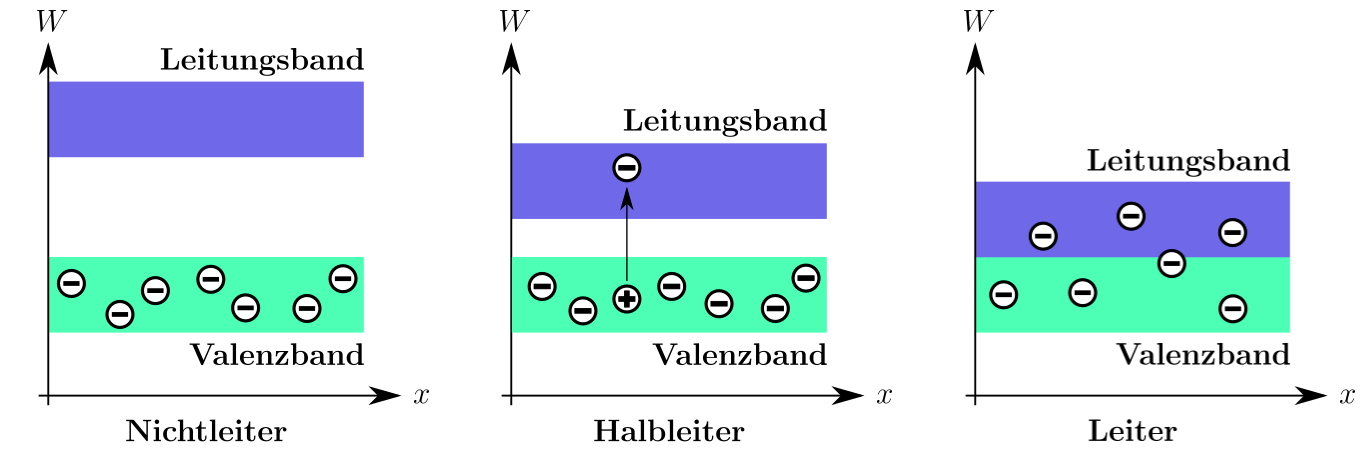 W
Leitungsband
Valenzband
x
Nichtleiter
W
Leitungsband
Valenzband
x
Halbleiter
W
Leitungsband
Valenzband
x
Leiter